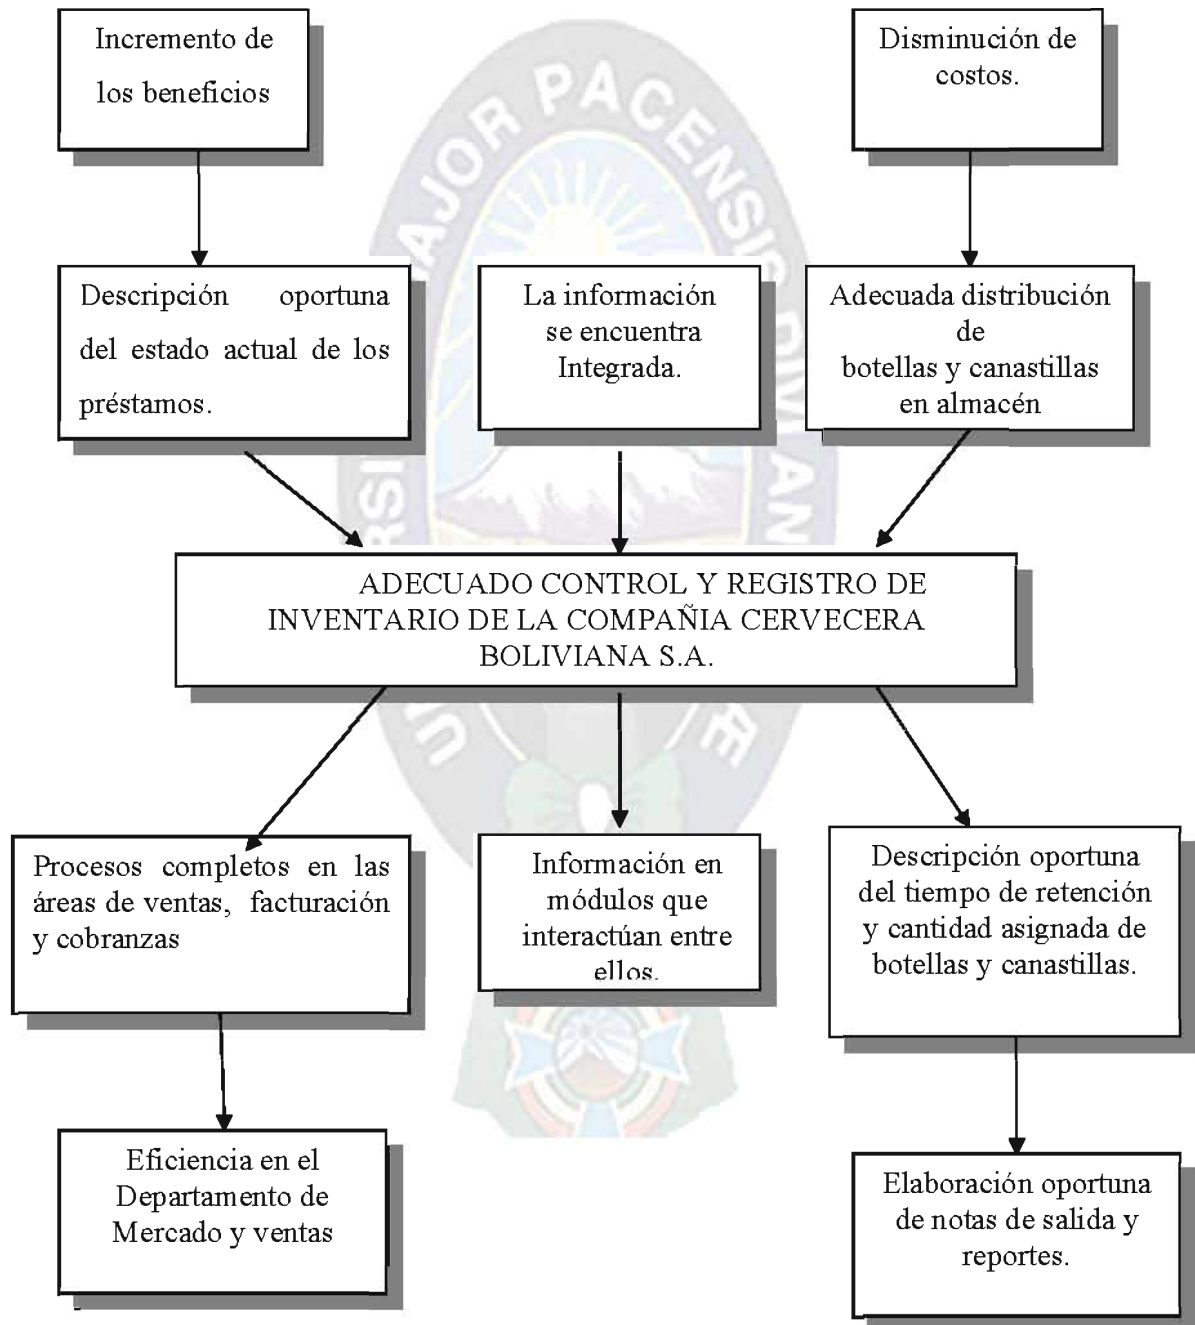 Incremento de
los beneficios
Disminución de
costos.
Descripción oportuna
del estado actual de los
préstamos.
La información
se encuentra
Integrada.
Adecuada distribución
de
botellas y canastillas
en almacén
ADECUADO CONTROL Y REGISTRO DE
INVENTARIO DE LA COMPAÑIA CERVECERA
BOLIVIANA S.A.
Procesos completos en las
áreas de ventas, facturación
y cobranzas
Información en
módulos que
interactúan entre
ellos.
Descripción oportuna
del tiempo de retención
y cantidad asignada de
botellas y canastillas.
Eficiencia en el
Departamento de
Mercado y ventas
Elaboración oportuna
de notas de salida y
reportes.